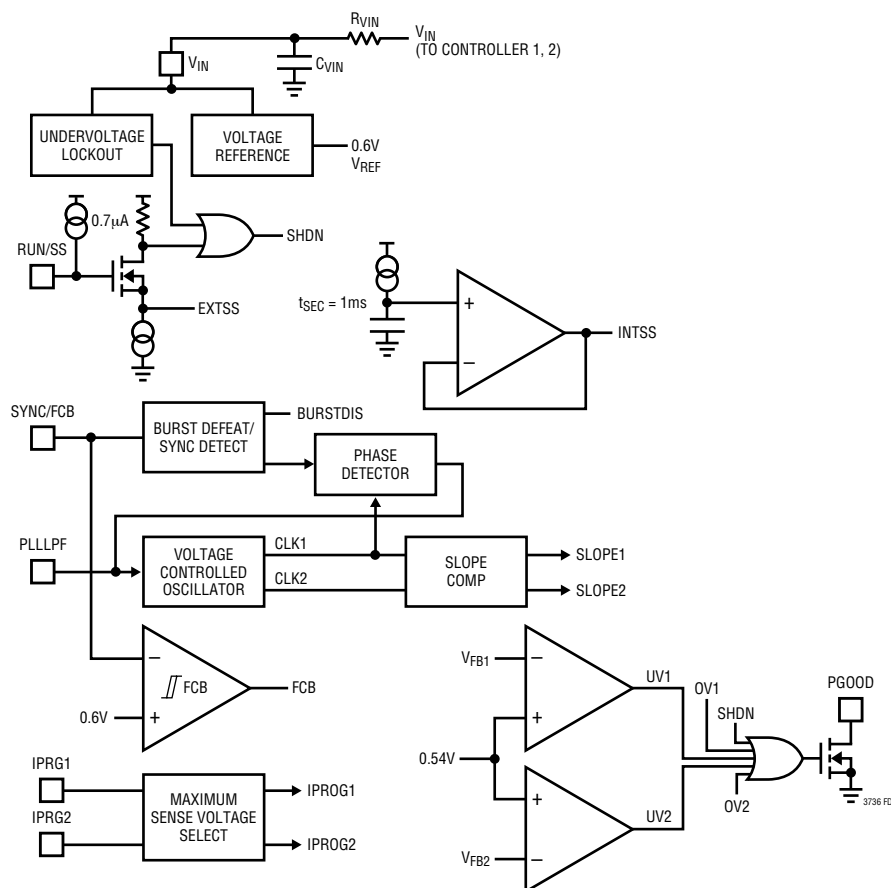 RVIN
VIN
(TO CONTROLLER 1, 2)
CVIN
VIN
UNDERVOLTAGE
LOCKOUT
VOLTAGE
REFERENCE
0.6V
VREF
0.7µA
SHDN
RUN/SS
EXTSS
tSEC = 1ms
+
–
INTSS
SYNC/FCB
BURST DEFEAT/
SYNC DETECT
BURSTDIS
PHASE
DETECTOR
PLLLPF
VOLTAGE
CONTROLLED
OSCILLATOR
CLK1
CLK2
SLOPE
COMP
SLOPE1
SLOPE2
–
FCB
+
FCB
0.6V
VFB1
–
+
UV1
0.54V
+
–
UV2
VFB2
OV1
SHDN
OV2
PGOOD
IPRG1
IPRG2
MAXIMUM
SENSE VOLTAGE
SELECT
IPROG1
IPROG2
3736 FD